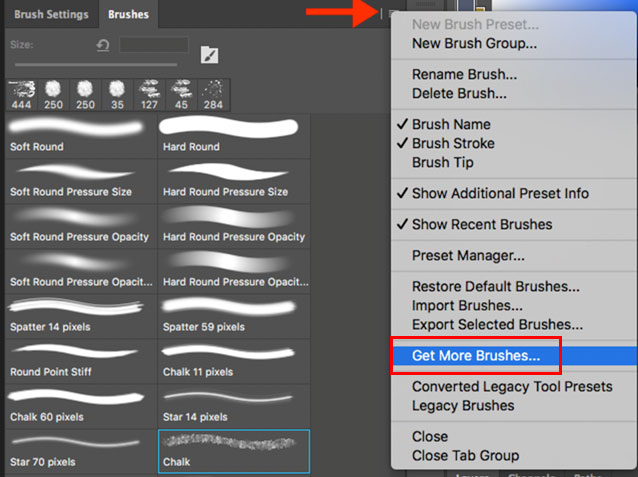 Brush Settings Brushes
Size:
444 250 250 35 127 45 284
Soft Round Hard Round
Soft Round Pressure Size Hard Round Pressure Size
Soft Round Pressure Opacity Hard Round Pressure Opacity
Soft Round Pressure Opacit... Hard Round Pressure Opacit...
Spatter 14 pixels Spatter 59 pixels
Round Point Stiff Chalk 11 pixels
Chalk 60 pixels Star 14 pixels
Star 70 pixels Chalk
New Brush Preset...
New Brush Group...
Rename Brush...
Delete Brush...
Brush Name
Brush Stroke
Brush Tip
Show Additional Preset Info
Show Recent Brushes
Preset Manager...
Restore Default Brushes...
Import Brushes...
Export Selected Brushes...
Get More Brushes...
Converted Legacy Tool Presets
Legacy Brushes
Close
Close Tab Group